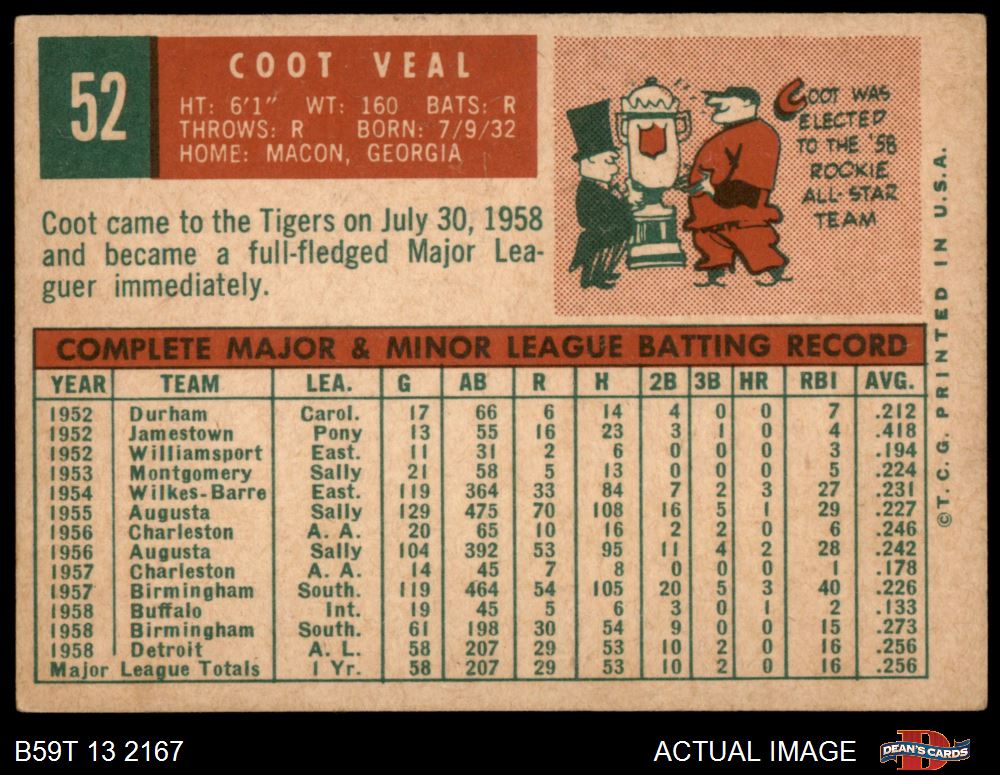 52
COOT VEAL
HT: 6'1" WT: 160 BATS: R
THROWS: R BORN: 7/9/32
HOME: MACON, GEORGIA
Coot came to the Tigers on July 30, 1958
and became a full-fledged Major Lea-
guer immediately.
COOT WAS
ELECTED
TO THE '58
ROOKIE
ALL-STAR
TEAM
COMPLETE MAJOR & MINOR LEAGUE BATTING RECORD
YEAR TEAM LEA. G AB R H 2B 3B HR RBI AVG.
1952 Durham Carol. 17 66 6 14 4 0 0 7 .212
1952 Jamestown Pony 13 55 16 23 3 1 0 4 .418
1952 Williamsport East. 11 31 2 6 0 0 0 3 .194
1953 Montgomery Sally 21 58 5 13 0 0 0 5 .224
1954 Wilkes-Barre East. 119 364 33 84 7 2 3 27 .231
1955 Augusta Sally 129 475 70 108 16 5 1 29 .227
1956 Charleston A. A. 20 65 10 16 2 2 0 6 .246
1956 Augusta Sally 104 392 53 95 11 4 2 28 .242
1957 Charleston A. A. 14 45 7 8 0 0 0 1 .178
1957 Birmingham South. 119 464 54 105 20 5 3 40 .226
1958 Buffalo Int. 19 45 5 6 3 0 1 2 .133
1958 Birmingham South. 61 198 30 54 9 0 0 15 .273
1958 Detroit A. L. 58 207 29 53 10 2 0 16 .256
Major League Totals 1 Yr. 58 207 29 53 10 2 0 16 .256
©T. C. G. PRINTED IN U.S.A.
B59T 13 2167
ACTUAL IMAGE
D
DEAN'S CARDS